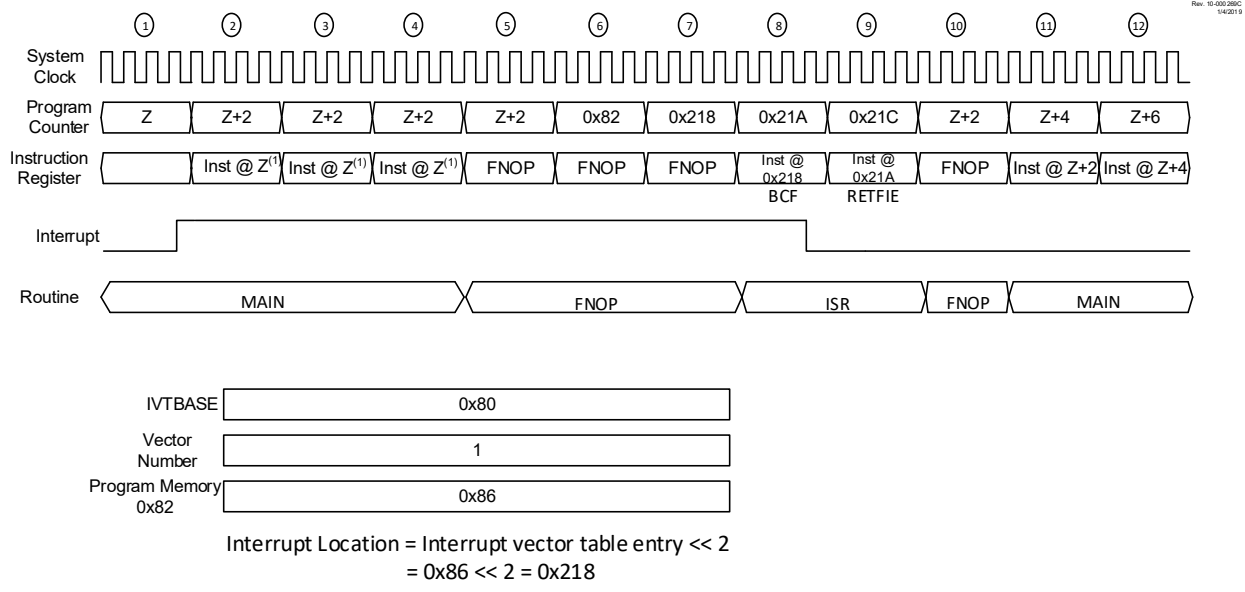 Rev. 10-000269C
1/4/2019
1 2 3 4 5 6 7 8 9 10 11 12
System
Clock
Program
Counter
Z Z+2 Z+2 Z+2 Z+2 0x82 0x218 0x21A 0x21C Z+2 Z+4 Z+6
Instruction
Register
Inst @ Z(1) Inst @ Z(1) Inst @ Z(1) FNOP FNOP FNOP Inst @ 0x218 Inst @ 0x21A FNOP Inst @ Z+2 Inst @ Z+4
BCF RETFIE
Interrupt
Routine MAIN FNOP ISR FNOP MAIN
IVTBASE 0x80
Vector
Number
1
Program Memory
0x82
0x86
Interrupt Location = Interrupt vector table entry << 2
= 0x86 << 2 = 0x218